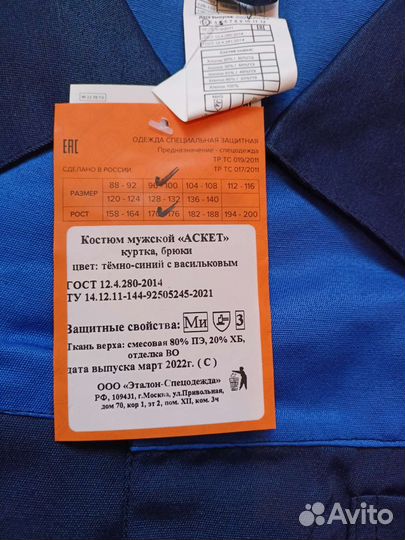 EAC
ОДЕЖДА СПЕЦИАЛЬНАЯ ЗАЩИТНАЯ
Предназначение - спецодежда
ТР ТС 019/2011
СДЕЛАНО В РОССИИ ТР ТС 017/2011
РАЗМЕР 88 - 92 96 - 100 104 - 108 112 - 116
120 - 124 128 - 132 136 - 140
РОСТ 158 - 164 170 - 176 182 - 188 194 - 200
Костюм мужской «АСКЕТ»
куртка, брюки
цвет: тёмно-синий с васильковым
ГОСТ 12.4.280-2014
ТУ 14.12.11-144-92505245-2021
Защитные свойства: Ми З
Ткань верха: смесовая 80% ПЭ, 20% ХБ,
отделка ВО
дата выпуска март 2022г. ( С )
ООО «Эталон-Спецодежда»
РФ, 109431, г.Москва, ул.Привольная,
дом 70, кор 1, эт 2, пом. XII, ком. 3ч
Avito